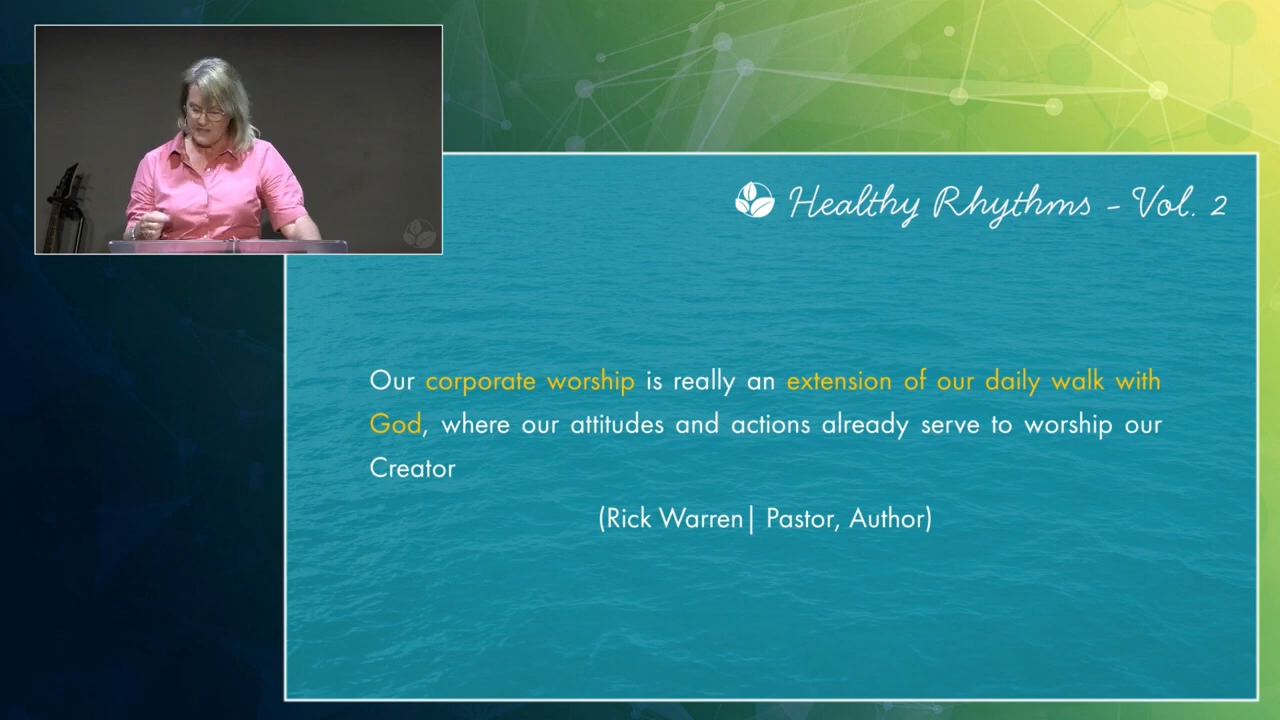 Healthy Rhythms - Vol. 2
Our corporate worship is really an extension of our daily walk with
God, where our attitudes and actions already serve to worship our
Creator
(Rick Warren| Pastor, Author)